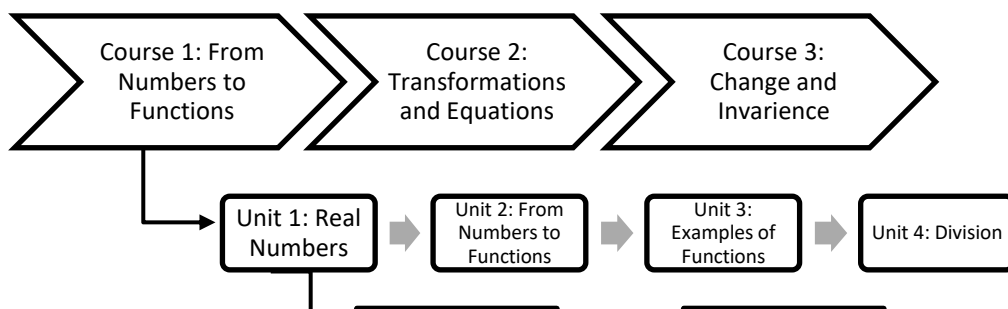 Course 1: From
Numbers to
Functions
Course 2:
Transformations
and Equations
Course 3:
Change and
Invarience
Unit 1: Real
Numbers
Unit 2: From
Numbers to
Functions
Unit 3:
Examples of
Functions
Unit 4: Division